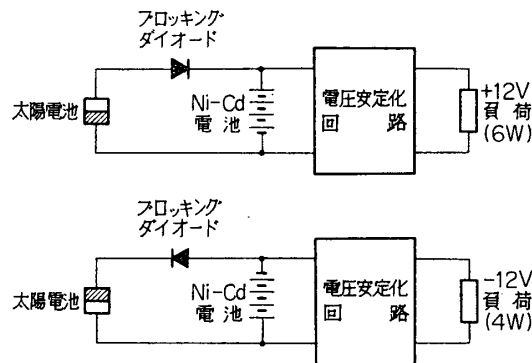 ブロッキング
ダイオード
太陽電池
Ni-Cd
電池
電圧安定化
回路
+12V
負荷
(6W)
ブロッキング
ダイオード
太陽電池
Ni-Cd
電池
電圧安定化
回路
-12V
負荷
(4W)